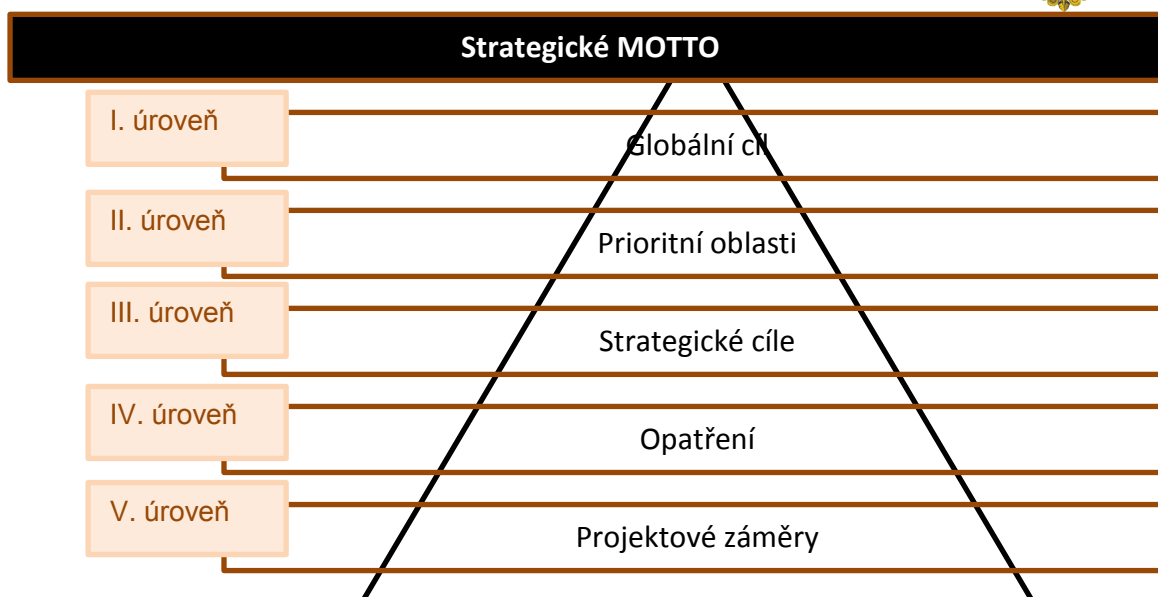 Strategické MOTTO
I. úroveň
Globální cíl
II. úroveň
Prioritní oblasti
III. úroveň
Strategické cíle
IV. úroveň
Opatření
V. úroveň
Projektové záměry